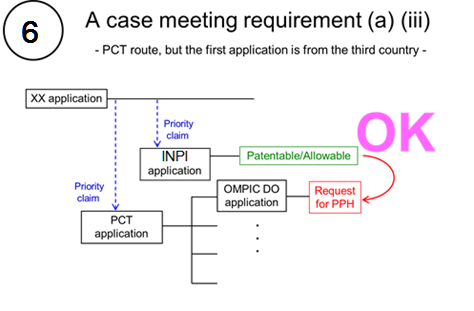 6
A case meeting requirement (a) (iii)
- PCT route, but the first application is from the third country -
XX application
OK
Priority
claim
INPI
application
Patentable/Allowable
Priority
claim
OMPIC DO
application
Request
for PPH
PCT
application